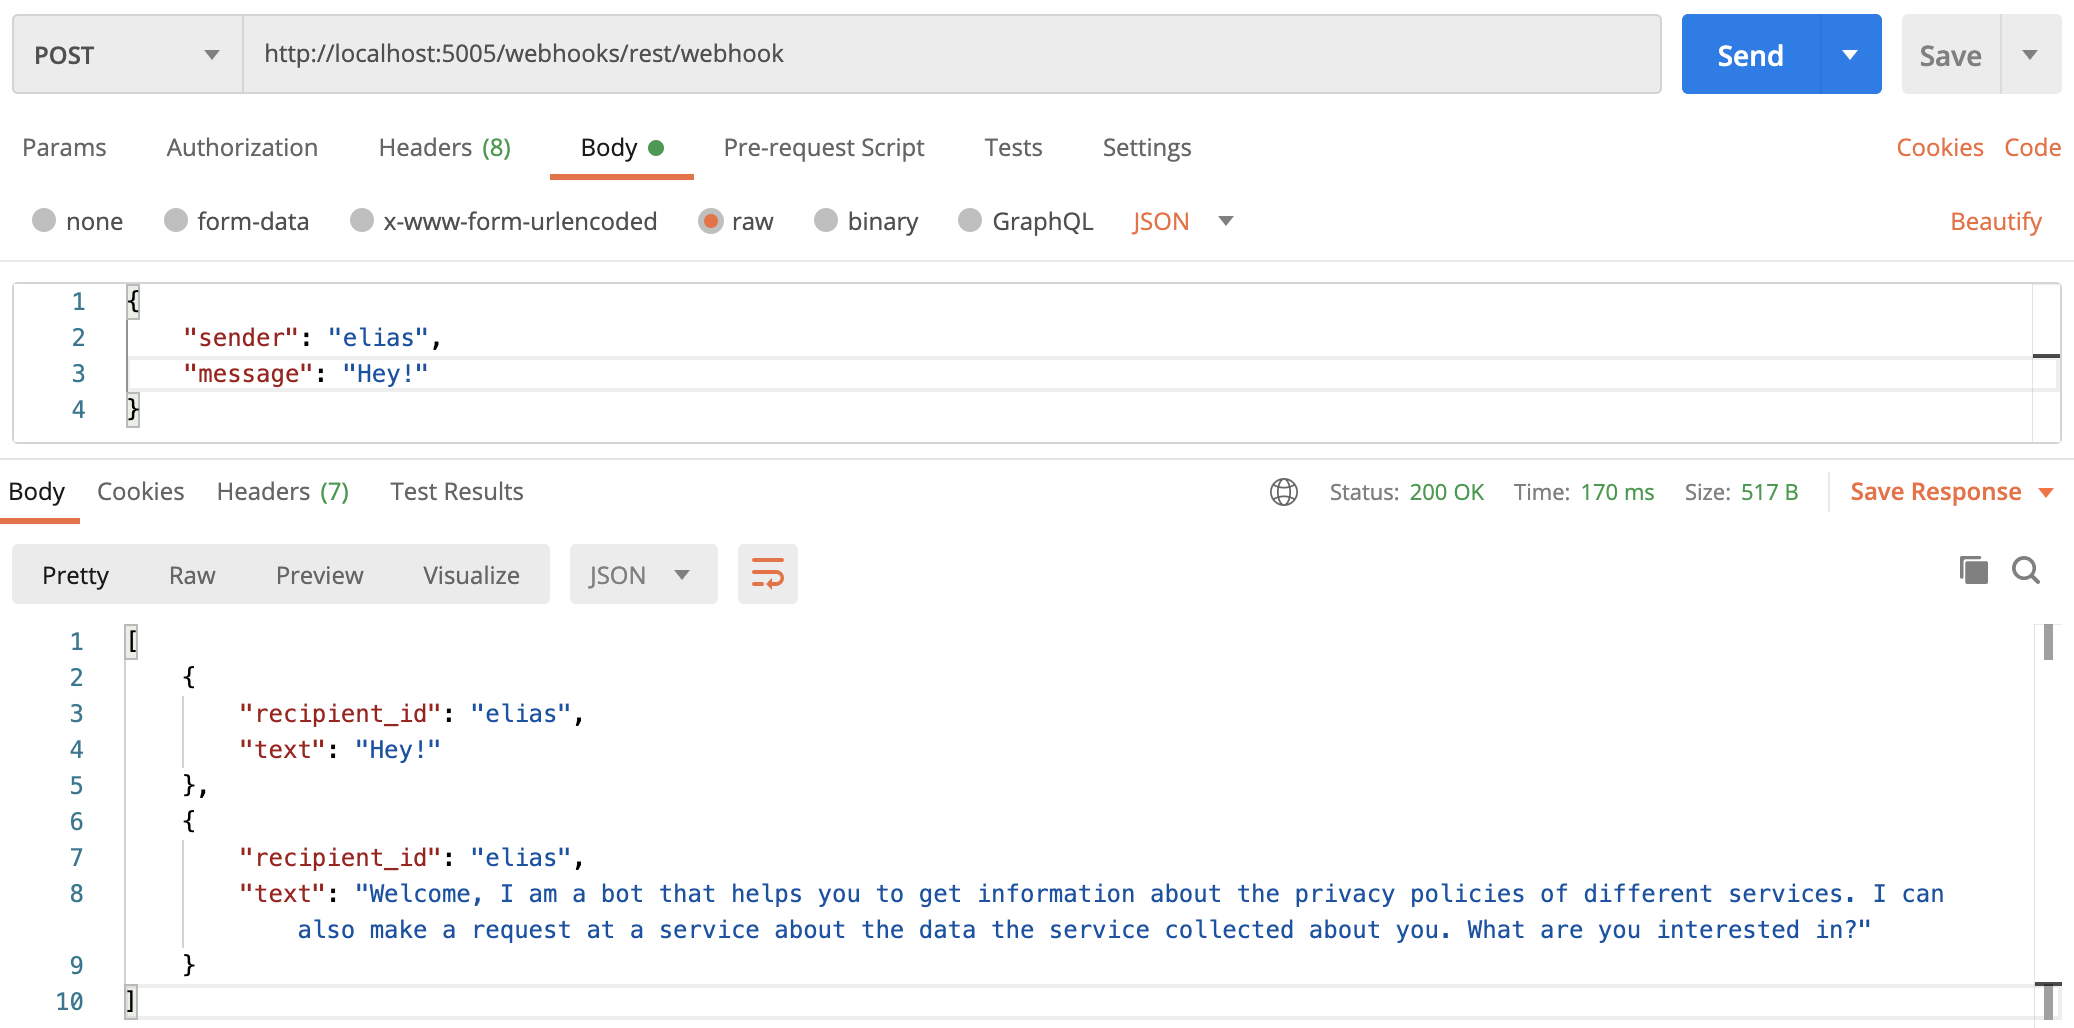 POST http://localhost:5005/webhooks/rest/webhook Send Save
Params Authorization Headers (8) Body Pre-request Script Tests Settings Cookies Code
none form-data x-www-form-urlencoded raw binary GraphQL JSON Beautify
1 {
2 "sender": "elias",
3 "message": "Hey!"
4 }
Body Cookies Headers (7) Test Results Status: 200 OK Time: 170 ms Size: 517 B Save Response
Pretty Raw Preview Visualize JSON
1 [
2 {
3 "recipient_id": "elias",
4 "text": "Hey!"
5 },
6 {
7 "recipient_id": "elias",
8 "text": "Welcome, I am a bot that helps you to get information about the privacy policies of different services. I can
also make a request at a service about the data the service collected about you. What are you interested in?"
9 }
10 ]